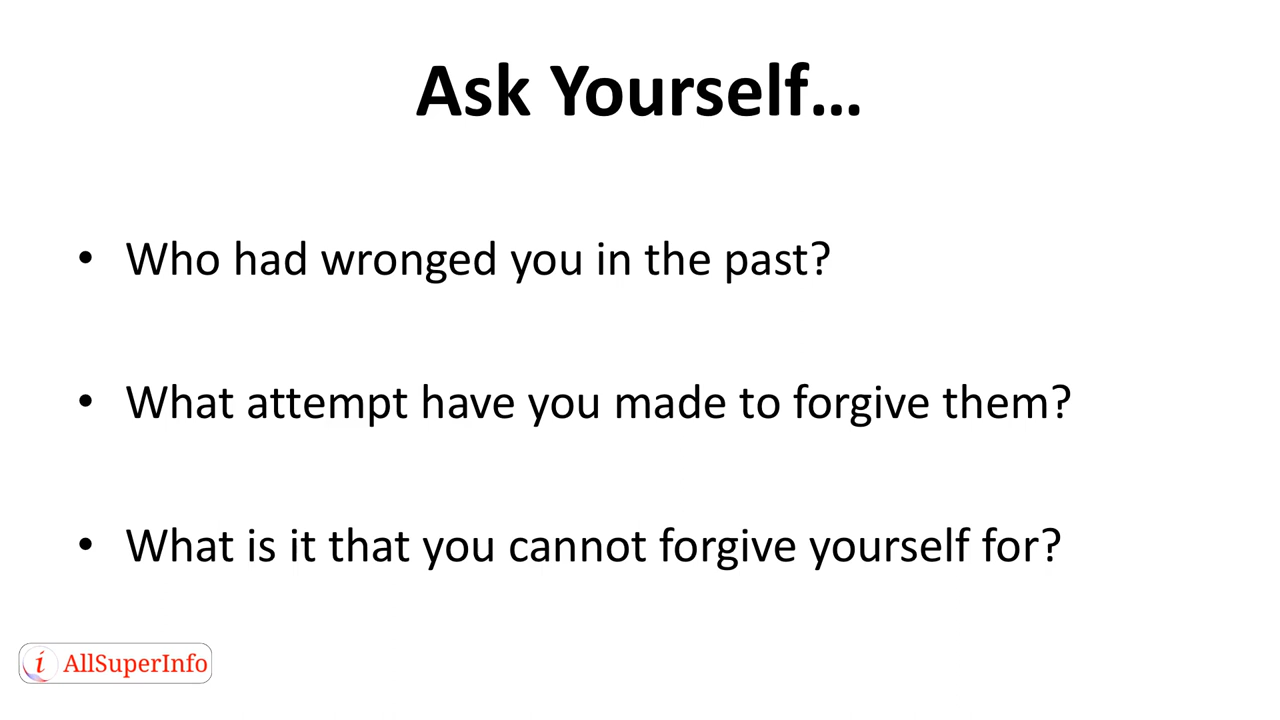 Ask Yourself...
• Who had wronged you in the past?
• What attempt have you made to forgive them?
• What is it that you cannot forgive yourself for?
i AllSuperInfo